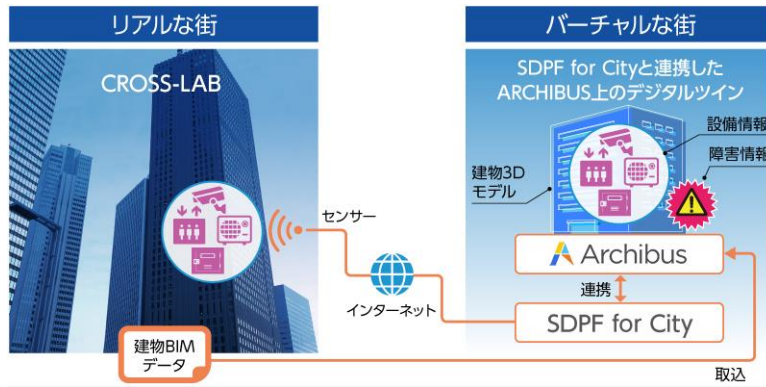 リアルな街
CROSS-LAB
センサー
インターネット
建物BIM
データ
バーチャルな街
SDPF for Cityと連携した
ARCHIBUS上のデジタルツイン
設備情報
障害情報
建物3D
モデル
Archibus
連携
SDPF for City
取込